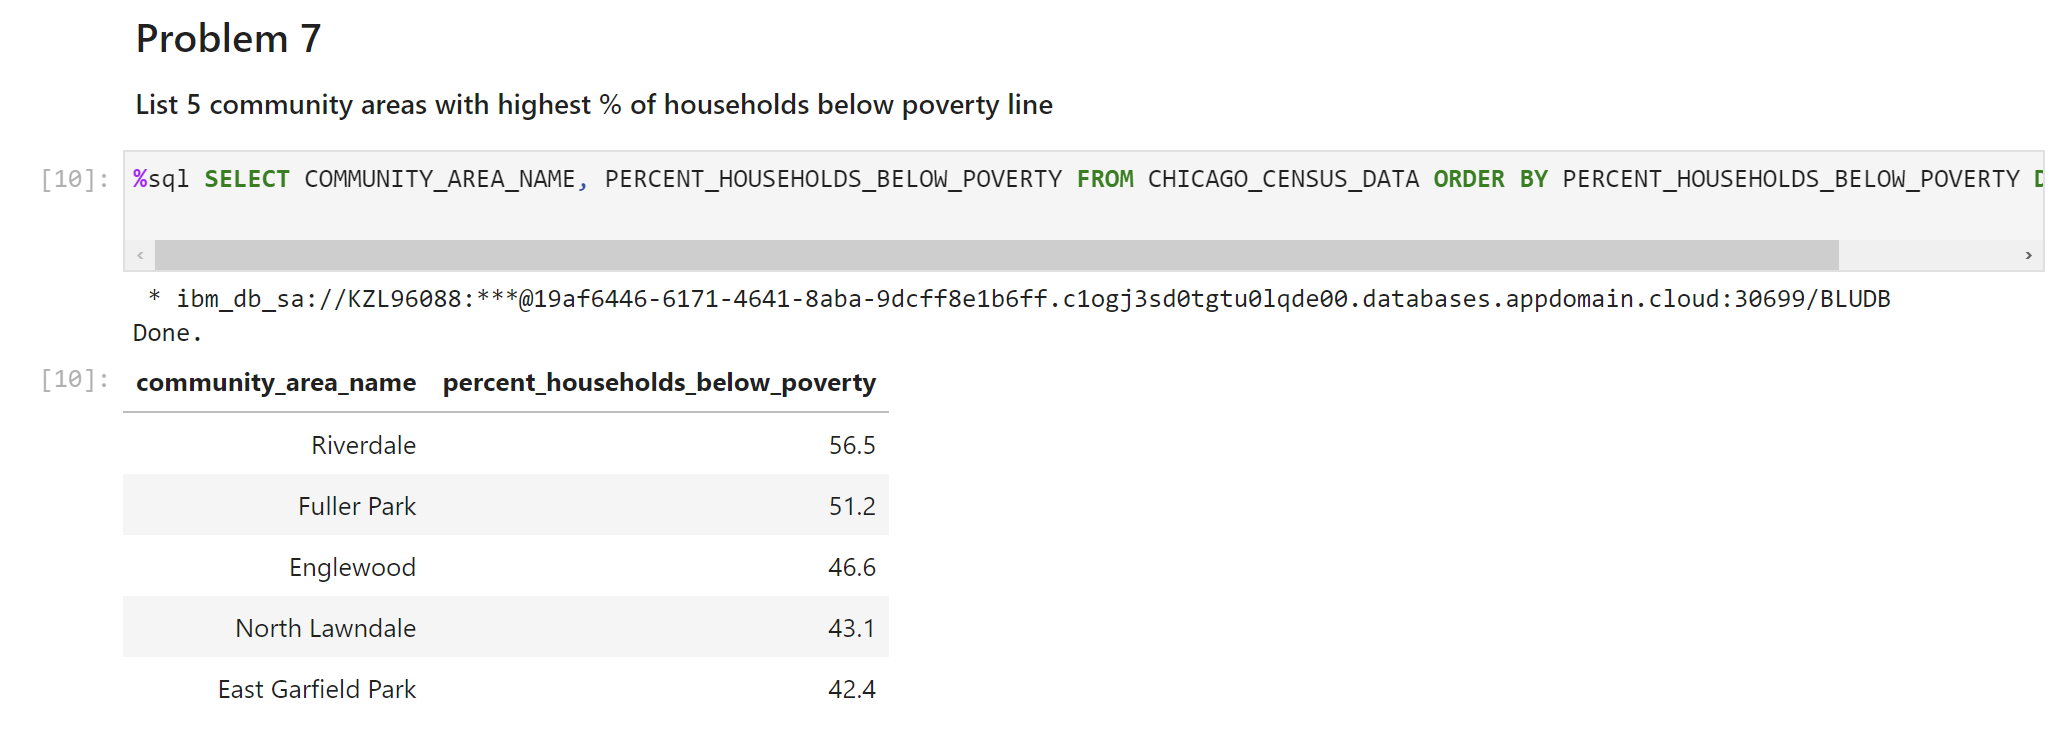 Problem 7
List 5 community areas with highest % of households below poverty line
[10]: %sql SELECT COMMUNITY_AREA_NAME, PERCENT_HOUSEHOLDS_BELOW_POVERTY FROM CHICAGO_CENSUS_DATA ORDER BY PERCENT_HOUSEHOLDS_BELOW_POVERTY D
* ibm_db_sa://KZL96088:***@19af6446-6171-4641-8aba-9dcff8e1b6ff.c1ogj3sd0tgtu0lqde00.databases.appdomain.cloud:30699/BLUDB
Done.
[10]: community_area_name percent_households_below_poverty
Riverdale 56.5
Fuller Park 51.2
Englewood 46.6
North Lawndale 43.1
East Garfield Park 42.4